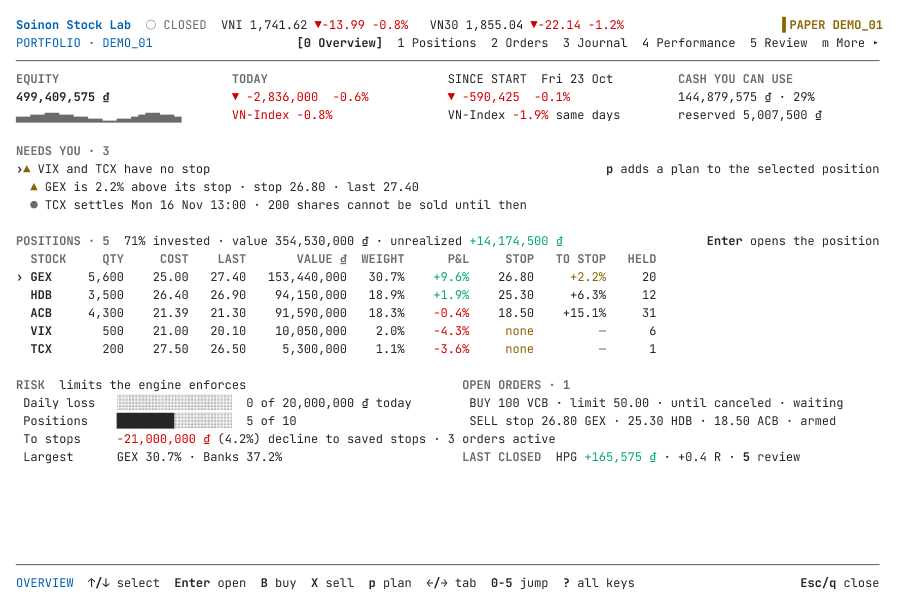 Soinon Stock Lab ○ CLOSED VNI 1,741.62 ▼-13.99 -0.8% VN30 1,855.04 ▼-22.14 -1.2% PAPER DEMO_01
PORTFOLIO · DEMO_01 [0 Overview] 1 Positions 2 Orders 3 Journal 4 Performance 5 Review m More ▸
EQUITY TODAY SINCE START Fri 23 Oct CASH YOU CAN USE
499,409,575 ₫ ▼ -2,836,000 -0.6% ▼ -590,425 -0.1% 144,879,575 ₫ · 29%
VN-Index -0.8% VN-Index -1.9% same days reserved 5,007,500 ₫
NEEDS YOU · 3
›▲ VIX and TCX have no stop p adds a plan to the selected position
▲ GEX is 2.2% above its stop · stop 26.80 · last 27.40
● TCX settles Mon 16 Nov 13:00 · 200 shares cannot be sold until then
POSITIONS · 5 71% invested · value 354,530,000 ₫ · unrealized +14,174,500 ₫ Enter opens the position
STOCK QTY COST LAST VALUE ₫ WEIGHT P&L STOP TO STOP HELD
› GEX 5,600 25.00 27.40 153,440,000 30.7% +9.6% 26.80 +2.2% 20
HDB 3,500 26.40 26.90 94,150,000 18.9% +1.9% 25.30 +6.3% 12
ACB 4,300 21.39 21.30 91,590,000 18.3% -0.4% 18.50 +15.1% 31
VIX 500 21.00 20.10 10,050,000 2.0% -4.3% none — 6
TCX 200 27.50 26.50 5,300,000 1.1% -3.6% none — 1
RISK limits the engine enforces OPEN ORDERS · 1
Daily loss 0 of 20,000,000 ₫ today BUY 100 VCB · limit 50.00 · until canceled · waiting
Positions 5 of 10 SELL stop 26.80 GEX · 25.30 HDB · 18.50 ACB · armed
To stops -21,000,000 ₫ (4.2%) decline to saved stops · 3 orders active
Largest GEX 30.7% · Banks 37.2% LAST CLOSED HPG +165,575 ₫ · +0.4 R · 5 review
OVERVIEW ↑/↓ select Enter open B buy X sell p plan ←/→ tab 0-5 jump ? all keys Esc/q close